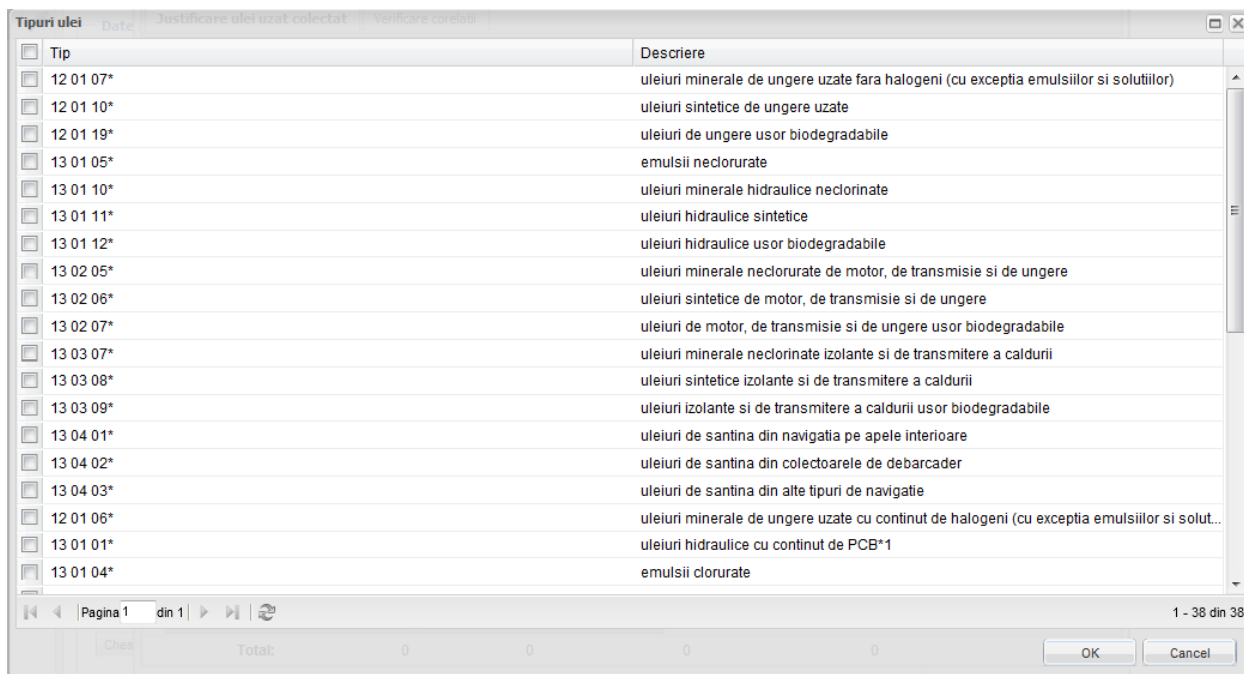 Tipuri ulei
Date Justificare ulei uzat colectat Verificare corelatii
Tip Descriere
12 01 07* uleiuri minerale de ungere uzate fara halogeni (cu exceptia emulsiilor si solutiilor)
12 01 10* uleiuri sintetice de ungere uzate
12 01 19* uleiuri de ungere usor biodegradabile
13 01 05* emulsii neclorurate
13 01 10* uleiuri minerale hidraulice neclorinate
13 01 11* uleiuri hidraulice sintetice
13 01 12* uleiuri hidraulice usor biodegradabile
13 02 05* uleiuri minerale neclorurate de motor, de transmisie si de ungere
13 02 06* uleiuri sintetice de motor, de transmisie si de ungere
13 02 07* uleiuri de motor, de transmisie si de ungere usor biodegradabile
13 03 07* uleiuri minerale neclorinate izolante si de transmitere a caldurii
13 03 08* uleiuri sintetice izolante si de transmitere a caldurii
13 03 09* uleiuri izolante si de transmitere a caldurii usor biodegradabile
13 04 01* uleiuri de santina din navigatia pe apele interioare
13 04 02* uleiuri de santina din colectoarele de debarcader
13 04 03* uleiuri de santina din alte tipuri de navigatie
12 01 06* uleiuri minerale de ungere uzate cu continut de halogeni (cu exceptia emulsiilor si solut...
13 01 01* uleiuri hidraulice cu continut de PCB*1
13 01 04* emulsii clorurate
Pagina 1 din 1 1 - 38 din 38
Ches Total: 0 0 0 0
OK Cancel